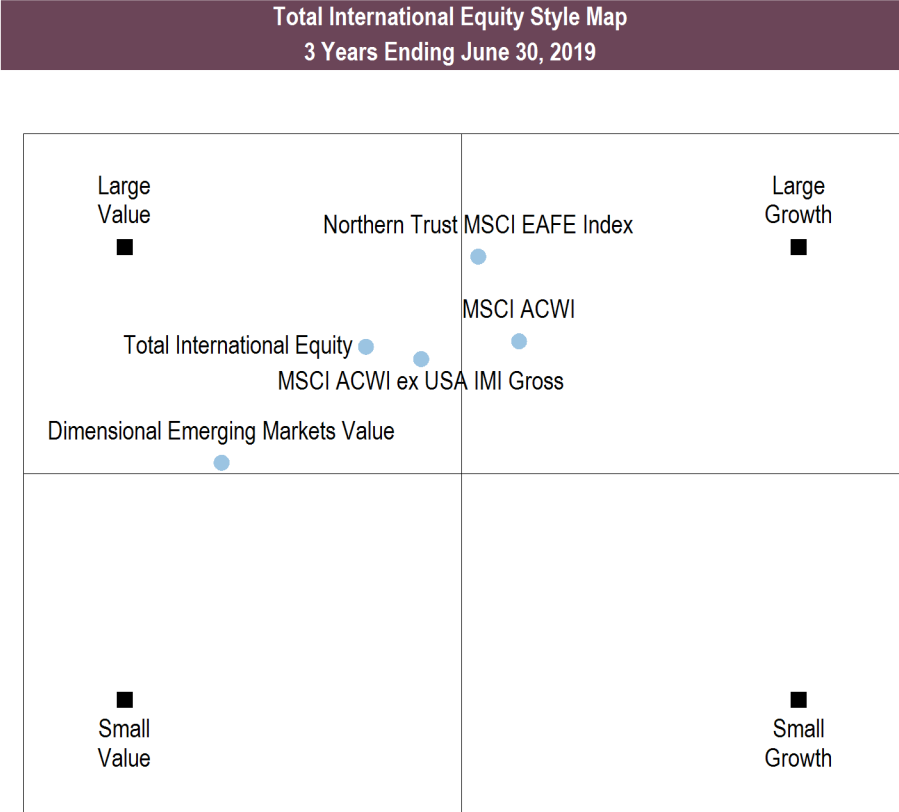 Total International Equity Style Map
3 Years Ending June 30, 2019
Large
Value
Large
Growth
Northern Trust MSCI EAFE Index
MSCI ACWI
Total International Equity
MSCI ACWI ex USA IMI Gross
Dimensional Emerging Markets Value
Small
Value
Small
Growth